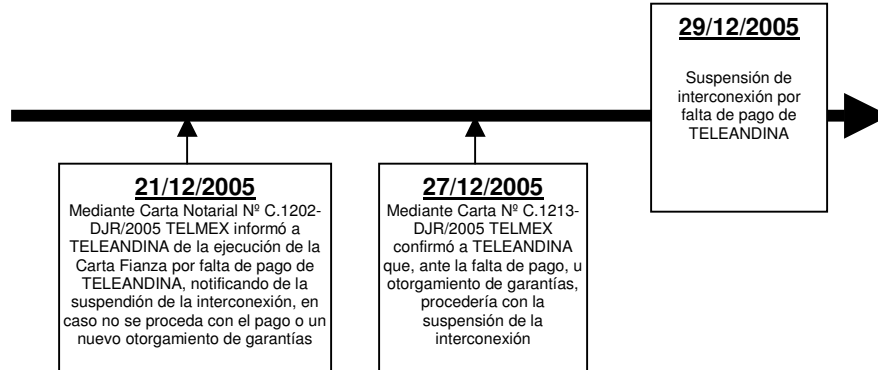 29/12/2005
Suspensión de
interconexión por
falta de pago de
TELEANDINA
21/12/2005
Mediante Carta Notarial Nº C.1202-
DJR/2005 TELMEX informó a
TELEANDINA de la ejecución de la
Carta Fianza por falta de pago de
TELEANDINA, notificando de la
suspendión de la interconexión, en
caso no se proceda con el pago o un
nuevo otorgamiento de garantías
27/12/2005
Mediante Carta Nº C.1213-
DJR/2005 TELMEX
confirmó a TELEANDINA
que, ante la falta de pago, u
otorgamiento de garantías,
procedería con la
suspensión de la
interconexión